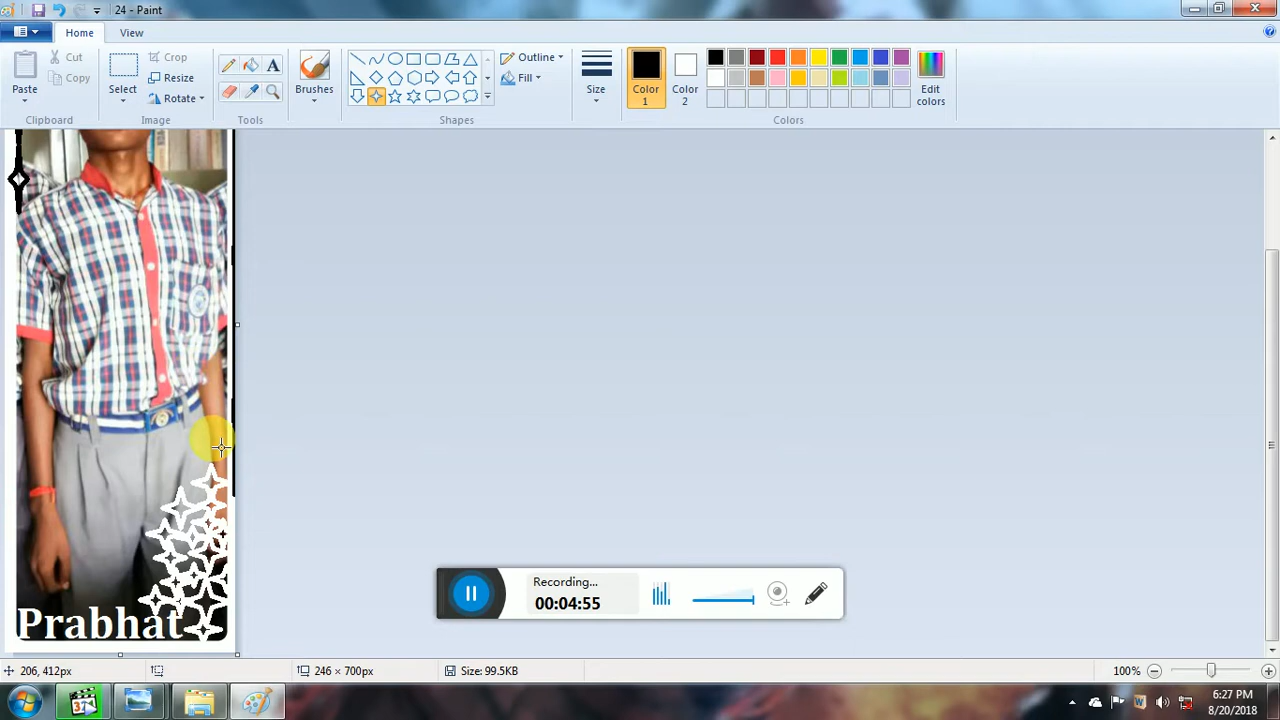 24 - Paint
Home
View
Paste
Cut
Copy
Clipboard
Select
Crop
Resize
Rotate
Image
A
Tools
Brushes
Outline
Fill
Shapes
Size
Color
1
Color
2
Edit
colors
Colors
Prabhat
Recording...
00:04:55
206, 412px
246 × 700px
Size: 99.5KB
100%
6:27 PM
8/20/2018